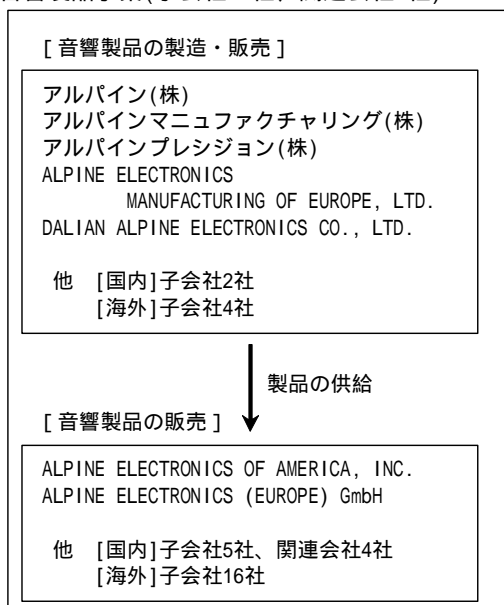 [音響製品の製造・販売]
アルパイン(株)
アルパインマニュファクチャリング(株)
アルパインプレシジョン(株)
ALPINE ELECTRONICS
MANUFACTURING OF EUROPE, LTD.
DALIAN ALPINE ELECTRONICS CO., LTD.
他 [国内]子会社2社
[海外]子会社4社
製品の供給
[音響製品の販売]
ALPINE ELECTRONICS OF AMERICA, INC.
ALPINE ELECTRONICS (EUROPE) GmbH
他 [国内]子会社5社、関連会社4社
[海外]子会社16社